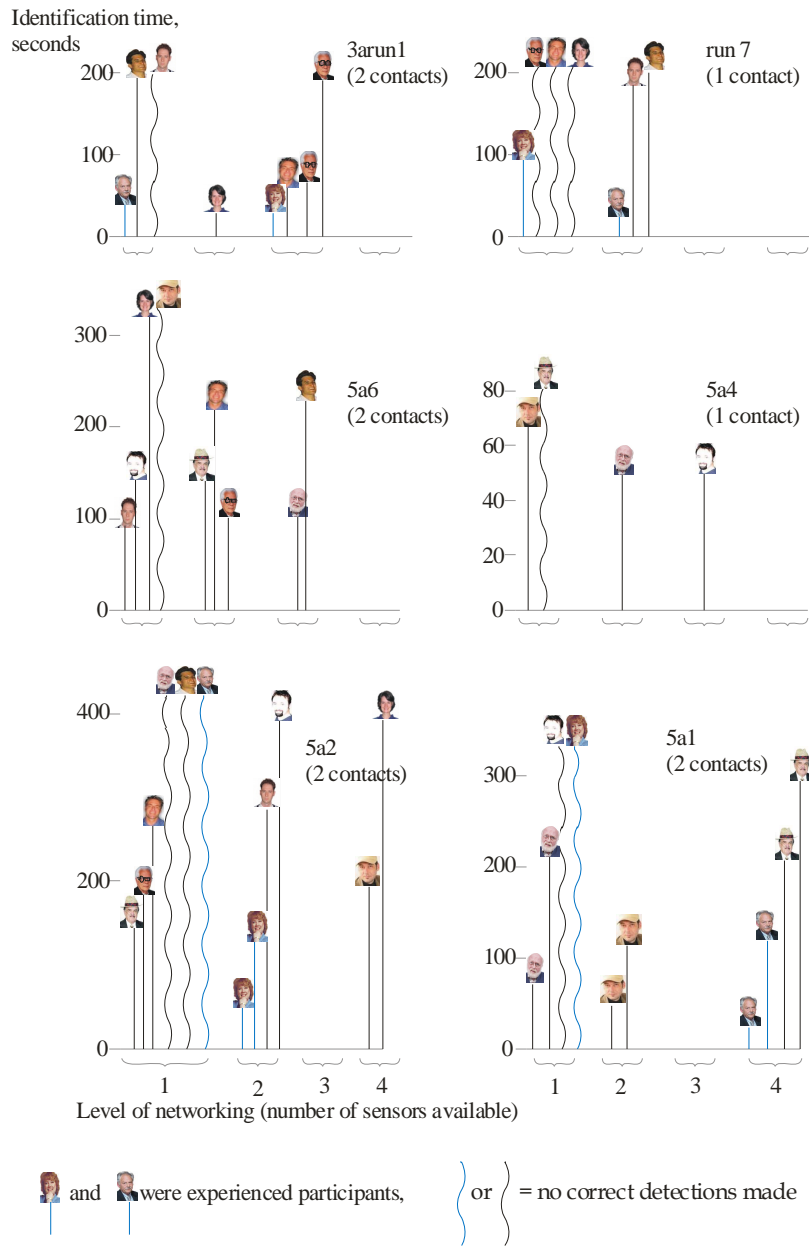 Identification time,
seconds
3arun1
(2 contacts)
200
100
0
run 7
(1 contact)
200
100
0
5a6
(2 contacts)
300
200
100
0
5a4
(1 contact)
80
60
40
20
0
5a2
(2 contacts)
400
200
0
1 2 3 4
5a1
(2 contacts)
300
200
100
0
1 2 3 4
Level of networking (number of sensors available)
and were experienced participants,
or = no correct detections made